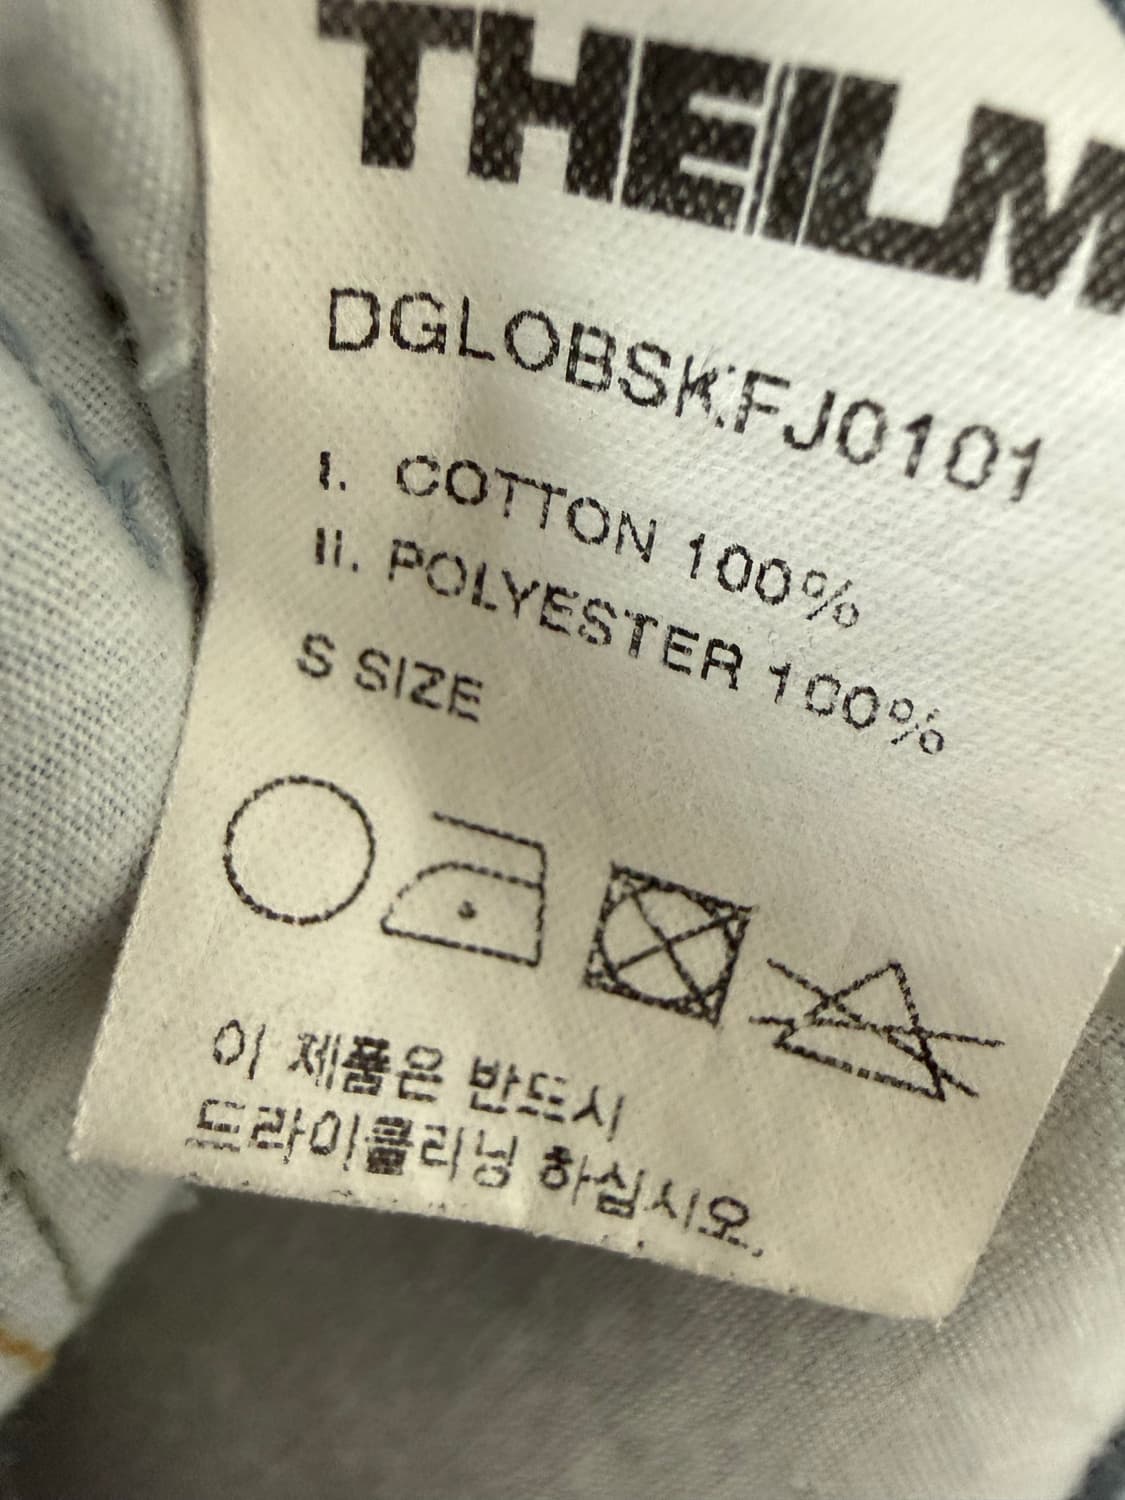 THEILM
DGLOBSKFJ0101
I. COTTON 100%
II. POLYESTER 100%
S SIZE
이 제품은 반드시
드라이클리닝 하십시오.